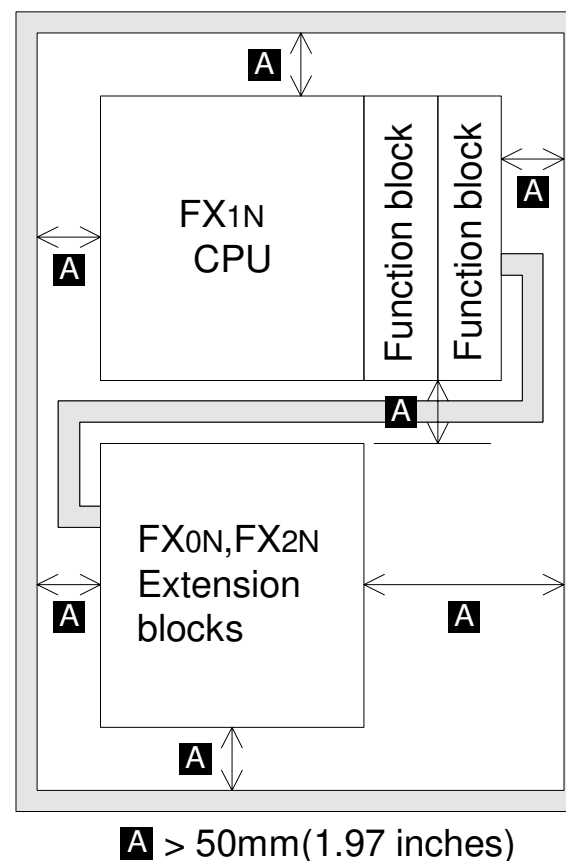 A
FX1N
CPU
Function block
Function block
A
A
A
FX0N,FX2N
Extension
blocks
A
A
A
A > 50mm(1.97 inches)